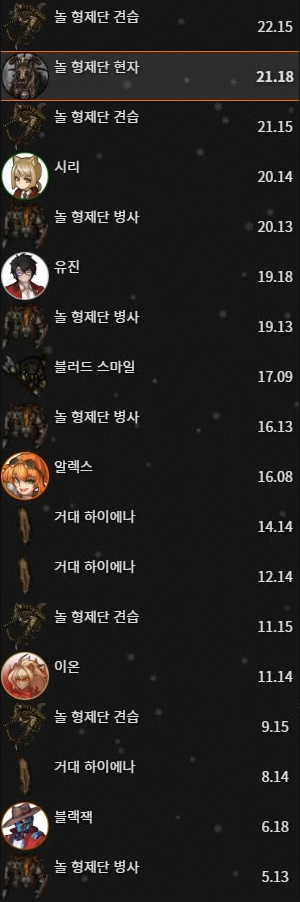 놀 형제단 견습 22.15
놀 형제단 현자 21.18
놀 형제단 견습 21.15
시리 20.14
놀 형제단 병사 20.13
유진 19.18
놀 형제단 병사 19.13
블러드 스마일 17.09
놀 형제단 병사 16.13
알렉스 16.08
거대 하이에나 14.14
거대 하이에나 12.14
놀 형제단 견습 11.15
이온 11.14
놀 형제단 견습 9.15
거대 하이에나 8.14
블랙잭 6.18
놀 형제단 병사 5.13